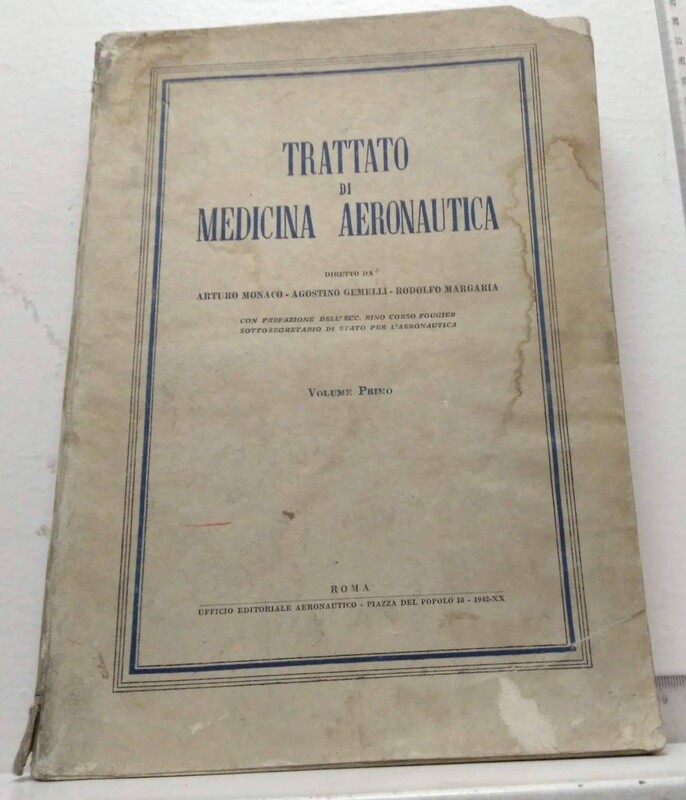 TRATTATO
DI
MEDICINA AERONAUTICA
DIRETTO DA
ARTURO MONACO - AGOSTINO GEMELLI - RODOLFO MARGARIA
CON PREFAZIONE DELL'ECC. RINO CORSO FOUGIER
SOTTOSEGRETARIO DI STATO PER L'AERONAUTICA
VOLUME PRIMO
ROMA
UFFICIO EDITORIALE AERONAUTICO - PIAZZA DEL POPOLO 18 - 1942-XX